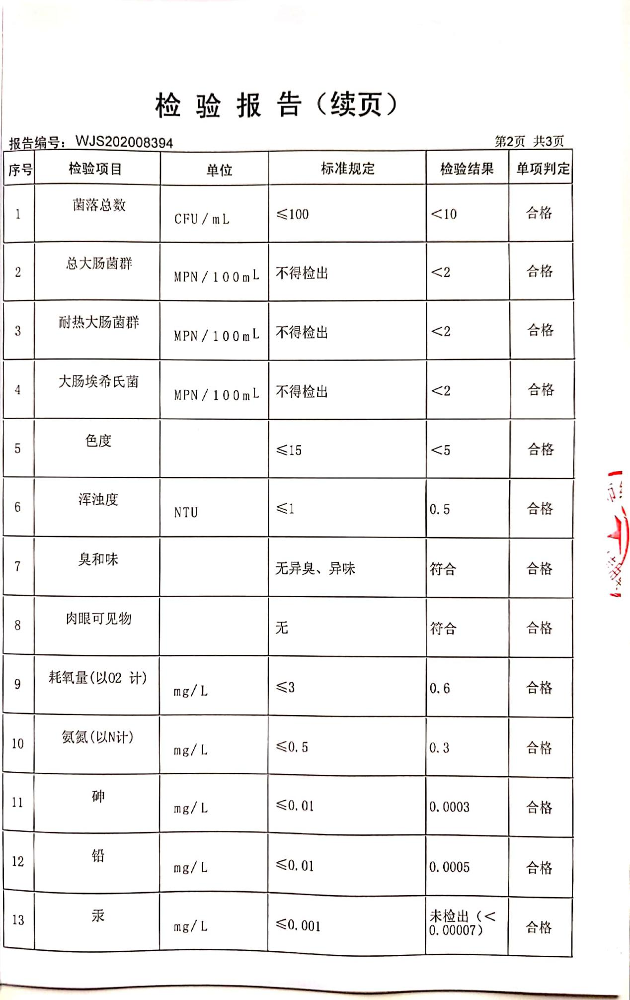 检验报告(续页)
报告编号: WJS202008394 第2页 共3页
序号 检验项目 单位 标准规定 检验结果 单项判定
1 菌落总数 CFU/mL ≤100 <10 合格
2 总大肠菌群 MPN/100mL 不得检出 <2 合格
3 耐热大肠菌群 MPN/100mL 不得检出 <2 合格
4 大肠埃希氏菌 MPN/100mL 不得检出 <2 合格
5 色度 ≤15 <5 合格
6 浑浊度 NTU ≤1 0.5 合格
7 臭和味 无异臭、异味 符合 合格
8 肉眼可见物 无 符合 合格
9 耗氧量(以O2 计) mg/L ≤3 0.6 合格
10 氨氮(以N计) mg/L ≤0.5 0.3 合格
11 砷 mg/L ≤0.01 0.0003 合格
12 铅 mg/L ≤0.01 0.0005 合格
13 汞 mg/L ≤0.001 未检出(<
0.00007) 合格